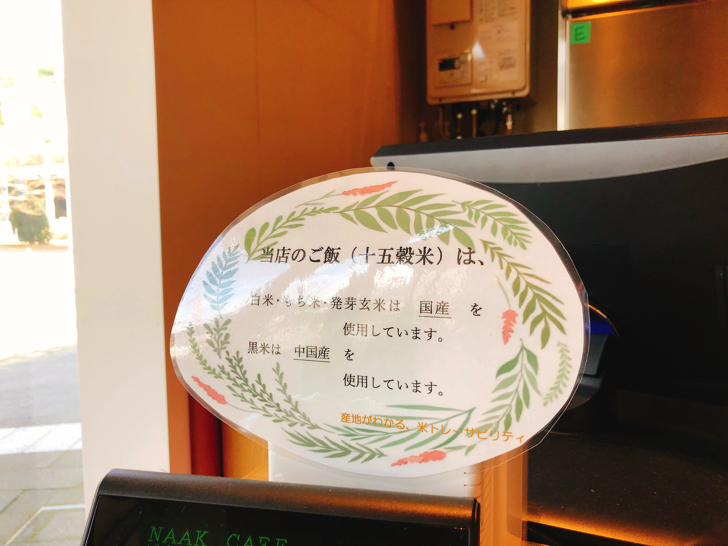 当店のご飯（十五穀米）は、
白米・もち米・発芽玄米は 国産 を
使用しています。
黒米は 中国産 を
使用しています。
産地がわかる、米トレーサビリティ
NAAK CAFE
E